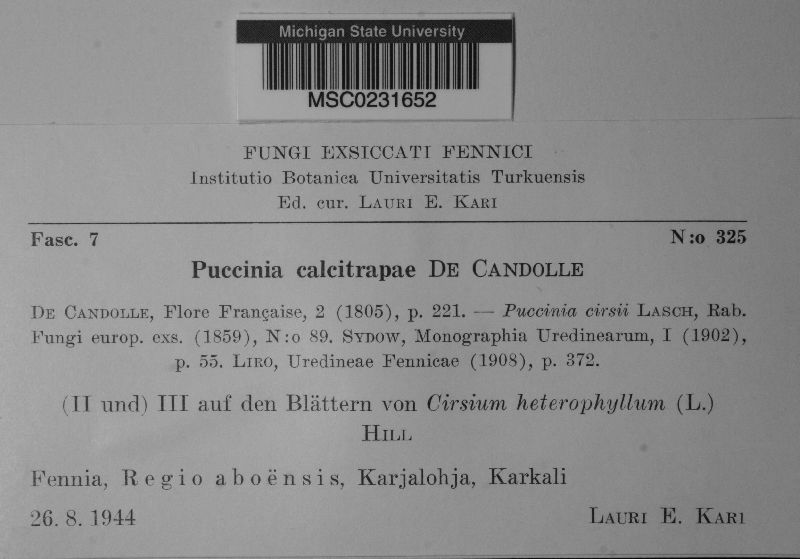 Michigan State University
MSC0231652
FUNGI EXSICCATI FENNICI
Institutio Botanica Universitatis Turkuensis
Ed. cur. LAURI E. KARI
Fasc. 7 N:o 325
Puccinia calcitrapae DE CANDOLLE
DE CANDOLLE, Flore Française, 2 (1805), p. 221. — Puccinia cirsii LASCH, Rab.
Fungi europ. exs. (1859), N:o 89. SYDOW, Monographia Uredinearum, I (1902),
p. 55. LIRO, Uredineae Fennicae (1908), p. 372.
(II und) III auf den Blättern von Cirsium heterophyllum (L.)
HILL
Fennia, Regio aboënsis, Karjalohja, Karkali
26. 8. 1944 LAURI E. KARI